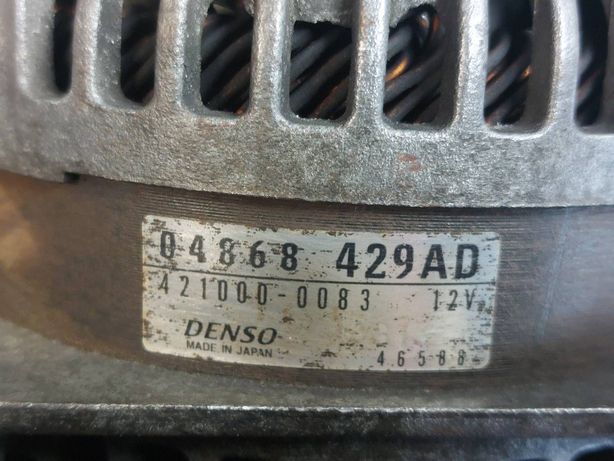 04868 429AD
421000-0083 12V
DENSO
MADE IN JAPAN
46588